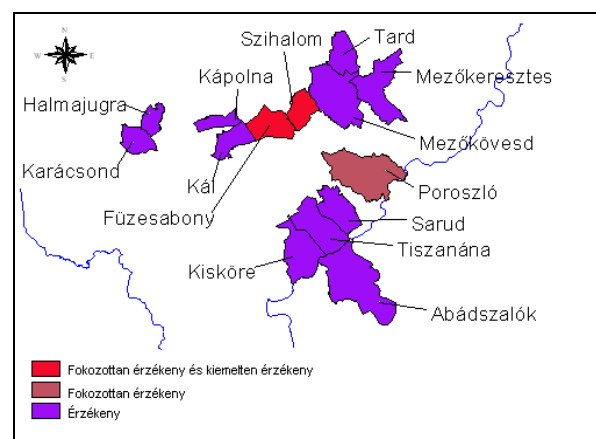 N
W
E
S
Tard
Szihalom
Kápolna
Mezőkeresztes
Halmajugra
Mezőkövesd
Karácsond
Kál
Poroszló
Füzesabony
Sarud
Tiszanána
Kisköre
Abádszalók
Fokozottan érzékeny és kiemelten érzékeny
Fokozottan érzékeny
Érzékeny